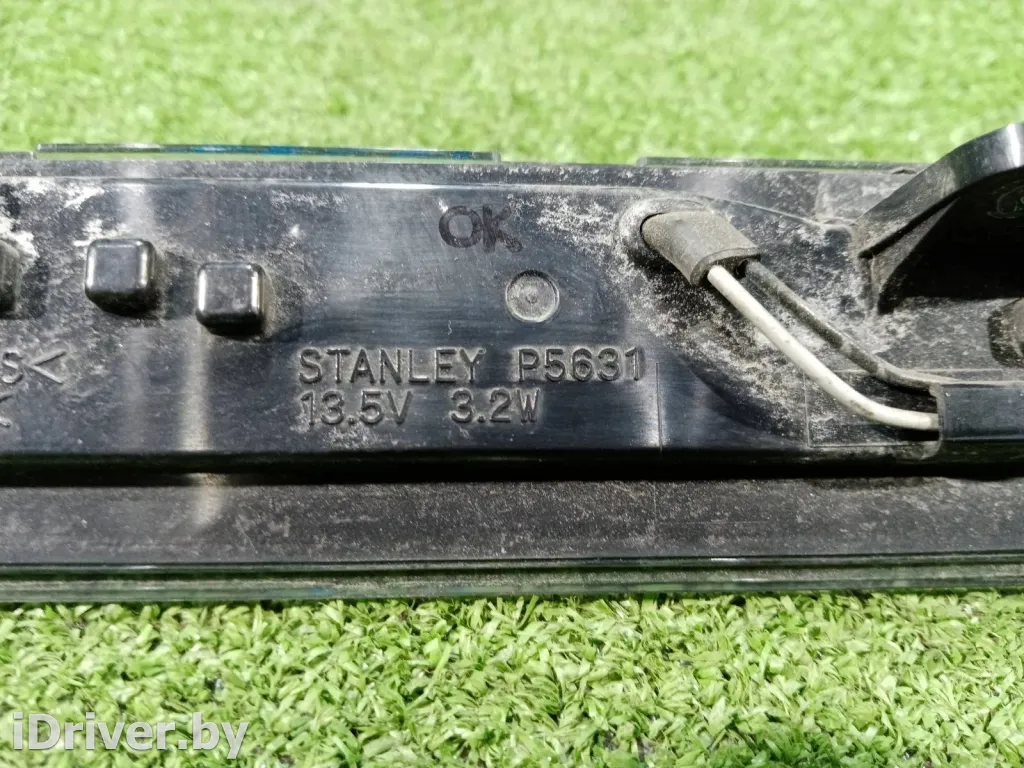 OK
STANLEY P5631
S<
13.5V 3.2W
iDriver.by